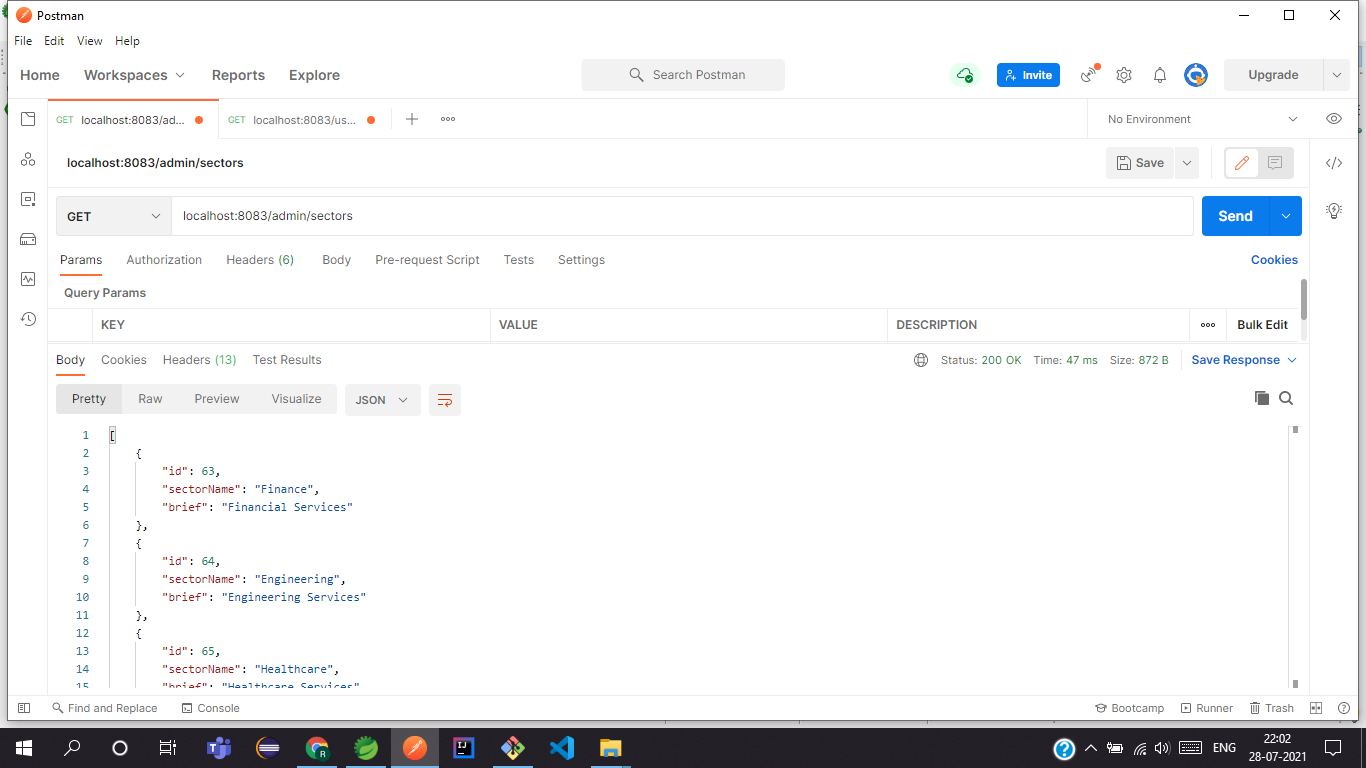 Postman
File Edit View Help
Home Workspaces Reports Explore Search Postman Invite Upgrade
GET localhost:8083/ad... GET localhost:8083/us... No Environment
localhost:8083/admin/sectors Save
GET localhost:8083/admin/sectors Send
Params Authorization Headers (6) Body Pre-request Script Tests Settings Cookies
Query Params
KEY VALUE DESCRIPTION Bulk Edit
Body Cookies Headers (13) Test Results Status: 200 OK Time: 47 ms Size: 872 B Save Response
Pretty Raw Preview Visualize JSON
1 [
2 {
3 "id": 63,
4 "sectorName": "Finance",
5 "brief": "Financial Services"
6 },
7 {
8 "id": 64,
9 "sectorName": "Engineering",
10 "brief": "Engineering Services"
11 },
12 {
13 "id": 65,
14 "sectorName": "Healthcare",
15 "brief": "Healthcare Services"
Find and Replace Console Bootcamp Runner Trash
ENG 22:02
28-07-2021